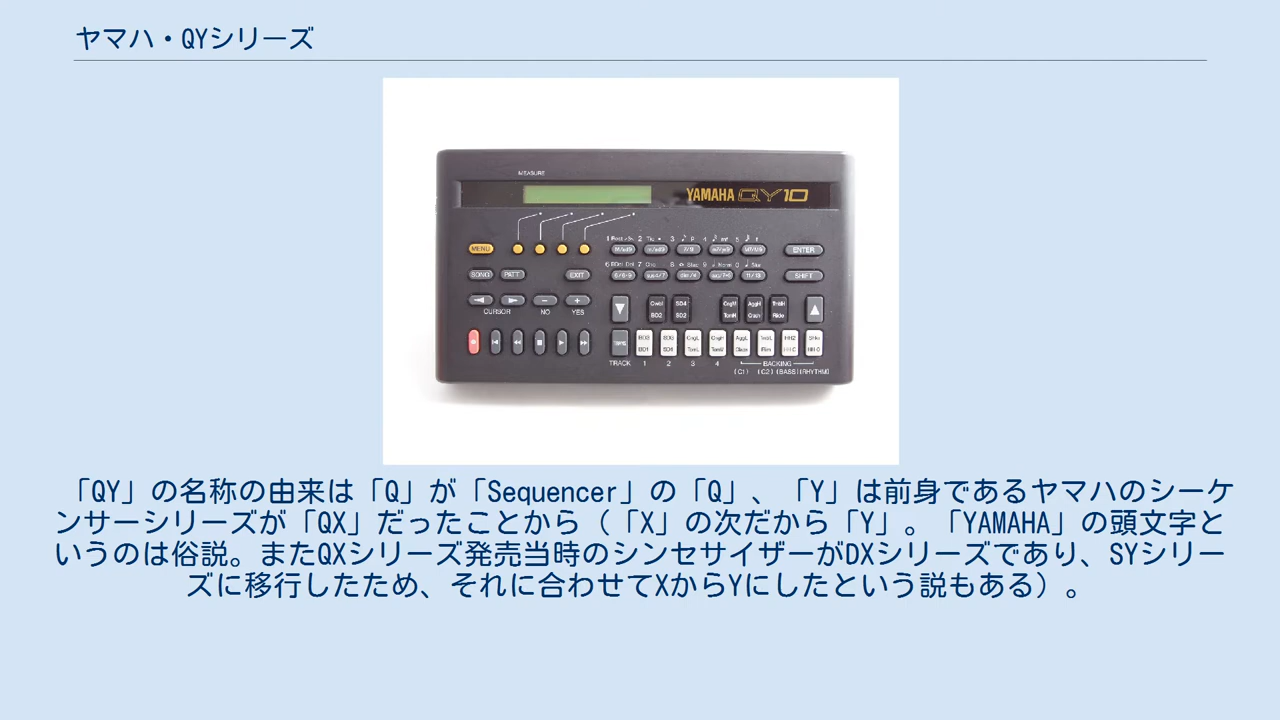 ヤマハ・QYシリーズ
MEASURE
YAMAHA QY10
MENU
ENTER
SONG PATT EXIT
SHIFT
CURSOR NO YES
TRACK 1 2 3 4 BACKING
(C1) (C2) (BASS) (RHYTHM)
「QY」の名称の由来は「Q」が「Sequencer」の「Q」、「Y」は前身であるヤマハのシーケ
ンサーシリーズが「QX」だったことから（「X」の次だから「Y」。「YAMAHA」の頭文字と
いうのは俗説。またQXシリーズ発売当時のシンセサイザーがDXシリーズであり、SYシリー
ズに移行したため、それに合わせてXからYにしたという説もある）。